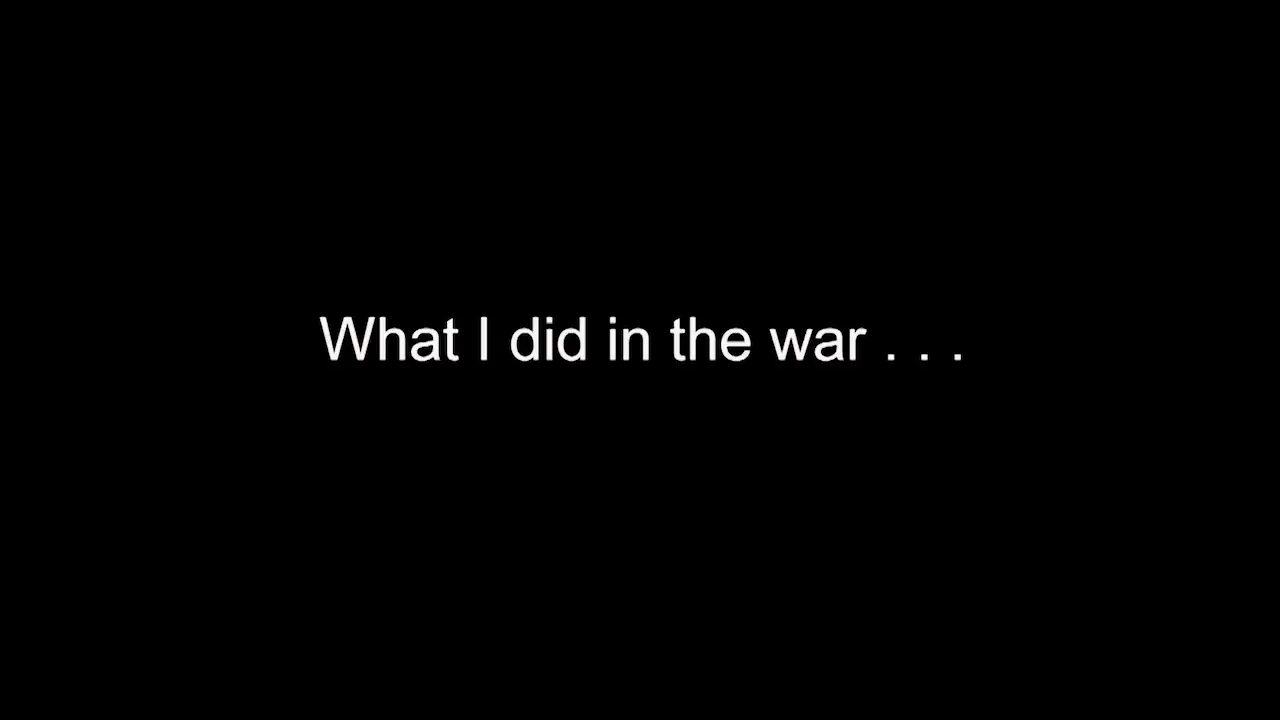 What I did in the war . . .